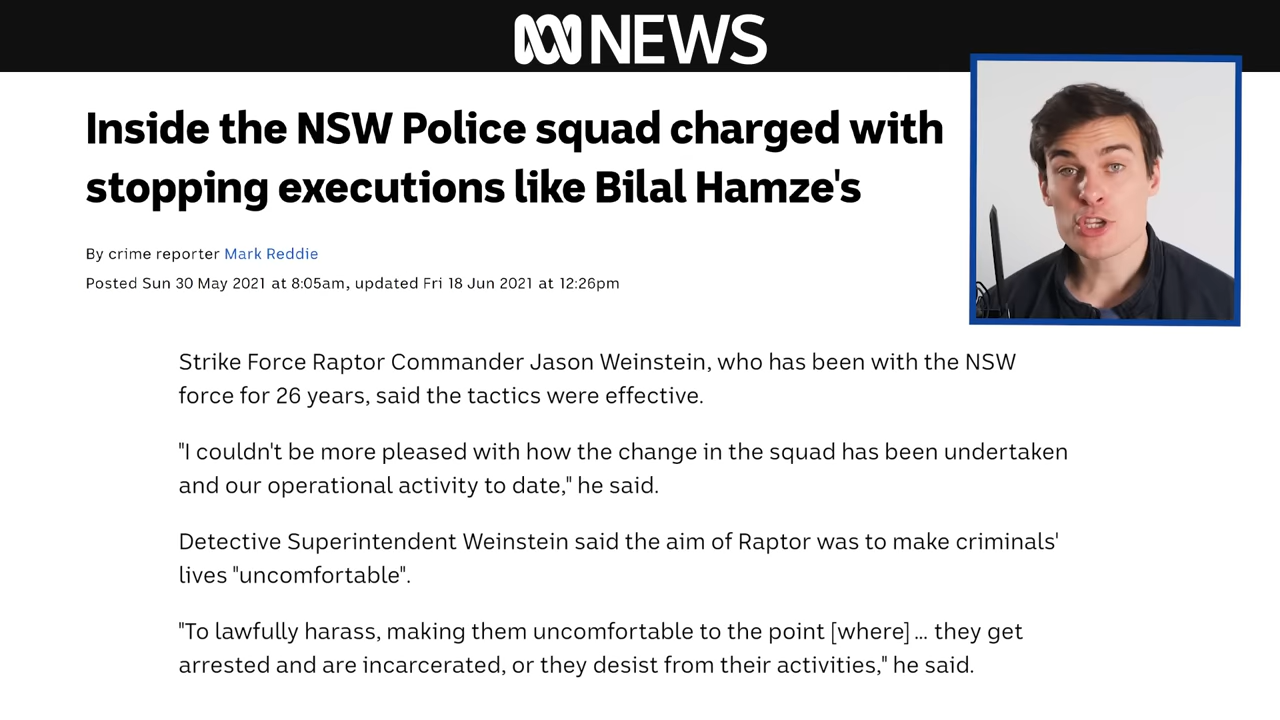 NEWS
Inside the NSW Police squad charged with
stopping executions like Bilal Hamze's
By crime reporter Mark Reddie
Posted Sun 30 May 2021 at 8:05am, updated Fri 18 Jun 2021 at 12:26pm
Strike Force Raptor Commander Jason Weinstein, who has been with the NSW
force for 26 years, said the tactics were effective.
"I couldn't be more pleased with how the change in the squad has been undertaken
and our operational activity to date," he said.
Detective Superintendent Weinstein said the aim of Raptor was to make criminals'
lives "uncomfortable".
"To lawfully harass, making them uncomfortable to the point [where] ... they get
arrested and are incarcerated, or they desist from their activities," he said.